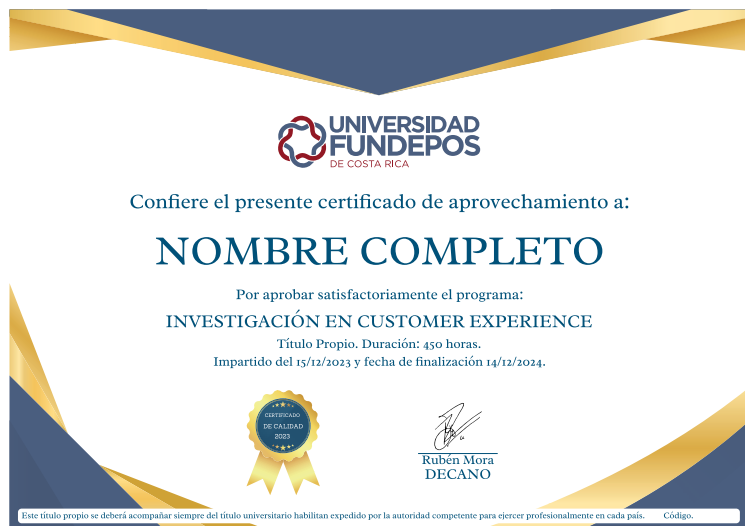 UNIVERSIDAD
FUNDEPOS
DE COSTA RICA
Confiere el presente certificado de aprovechamiento a:
NOMBRE COMPLETO
Por aprobar satisfactoriamente el programa:
INVESTIGACIÓN EN CUSTOMER EXPERIENCE
Título Propio. Duración: 450 horas.
Impartido del 15/12/2023 y fecha de finalización 14/12/2024.
CERTIFICADO
DE CALIDAD
2023
Rubén Mora
DECANO
Este título propio se deberá acompañar siempre del título universitario habilitan expedido por la autoridad competente para ejercer profesionalmente en cada país. Código.